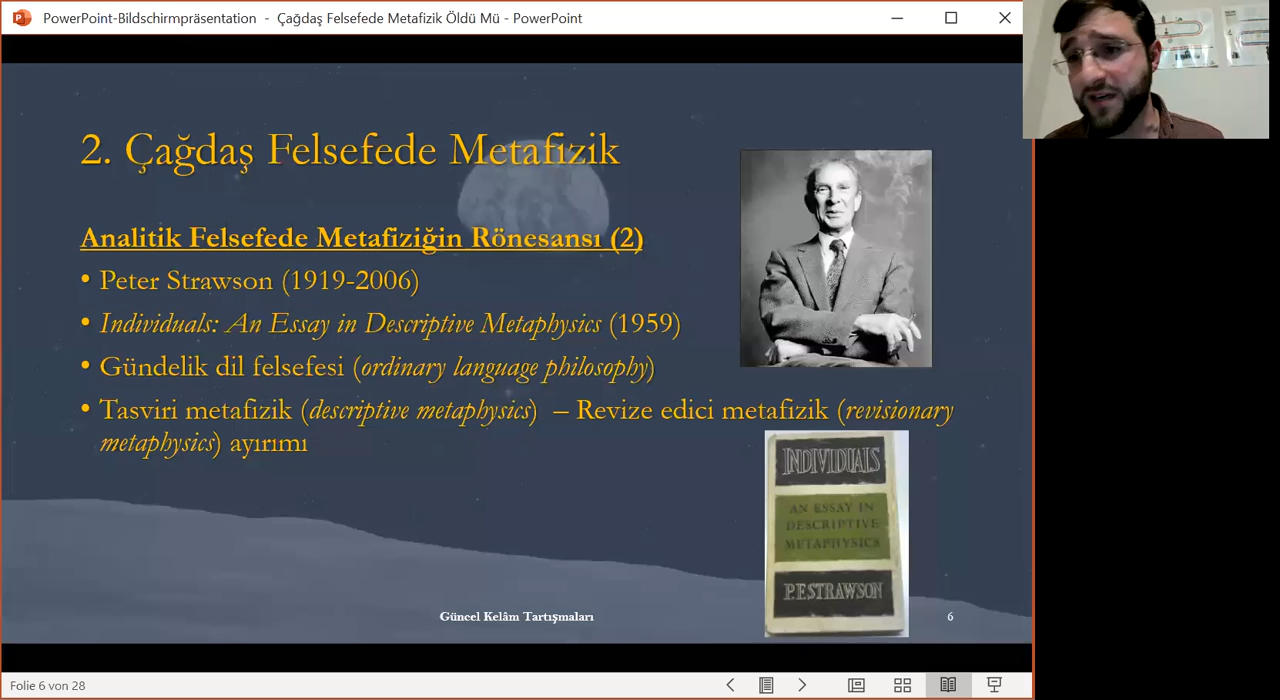 PowerPoint-Bildschirmpräsentation - Çağdaş Felsefede Metafizik Öldü Mü - PowerPoint
2. Çağdaş Felsefede Metafizik
Analitik Felsefede Metafiziğin Rönesansı (2)
• Peter Strawson (1919-2006)
• Individuals: An Essay in Descriptive Metaphysics (1959)
• Gündelik dil felsefesi (ordinary language philosophy)
• Tasviri metafizik (descriptive metaphysics) – Revize edici metafizik (revisionary
metaphysics) ayırımı
INDIVIDUALS
AN ESSAY IN
DESCRIPTIVE
METAPHYSICS
P.F.STRAWSON
Güncel Kelâm Tartışmaları
6
Folie 6 von 28